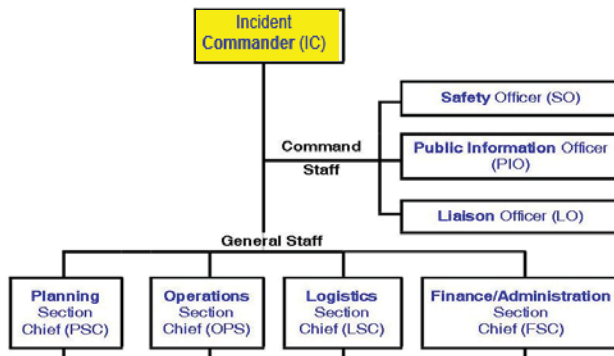 Incident
Commander (IC)
Safety Officer (SO)
Command
Staff
Public Information Officer
(PIO)
Liaison Officer (LO)
General Staff
Planning
Section
Chief (PSC)
Operations
Section
Chief (OPS)
Logistics
Section
Chief (LSC)
Finance/Administration
Section
Chief (FSC)